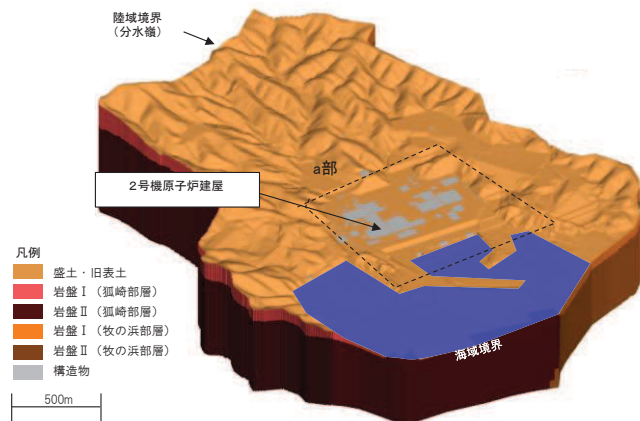 陸域境界
（分水嶺）
a部
2号機原子炉建屋
凡例
盛土・旧表土
岩盤Ⅰ（狐崎部層）
岩盤Ⅱ（狐崎部層）
岩盤Ⅰ（牧の浜部層）
岩盤Ⅱ（牧の浜部層）
構造物
海域境界
500m